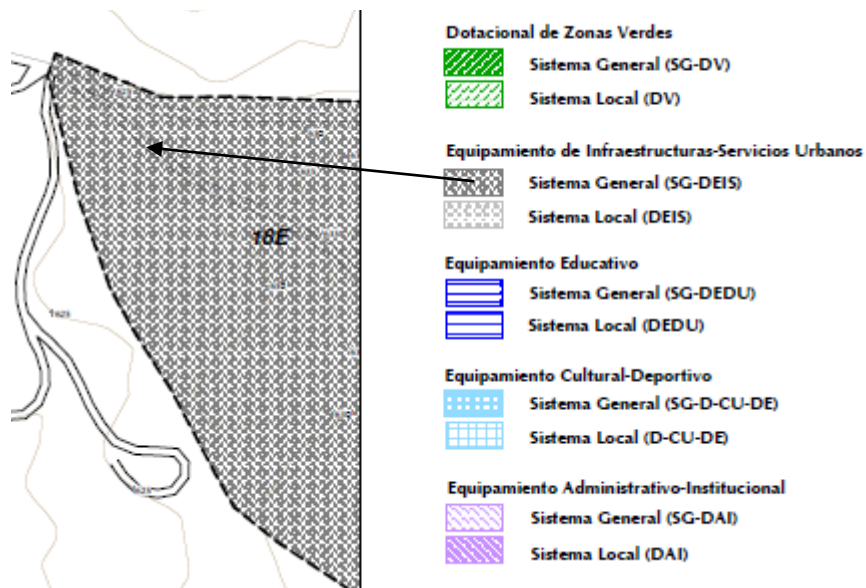 Dotacional de Zonas Verdes
Sistema General (SG-DV)
Sistema Local (DV)
Equipamiento de Infraestructuras-Servicios Urbanos
Sistema General (SG-DEIS)
Sistema Local (DEIS)
Equipamiento Educativo
Sistema General (SG-DEDU)
Sistema Local (DEDU)
Equipamiento Cultural-Deportivo
Sistema General (SG-D-CU-DE)
Sistema Local (D-CU-DE)
Equipamiento Administrativo-Institucional
Sistema General (SG-DAI)
Sistema Local (DAI)
18E